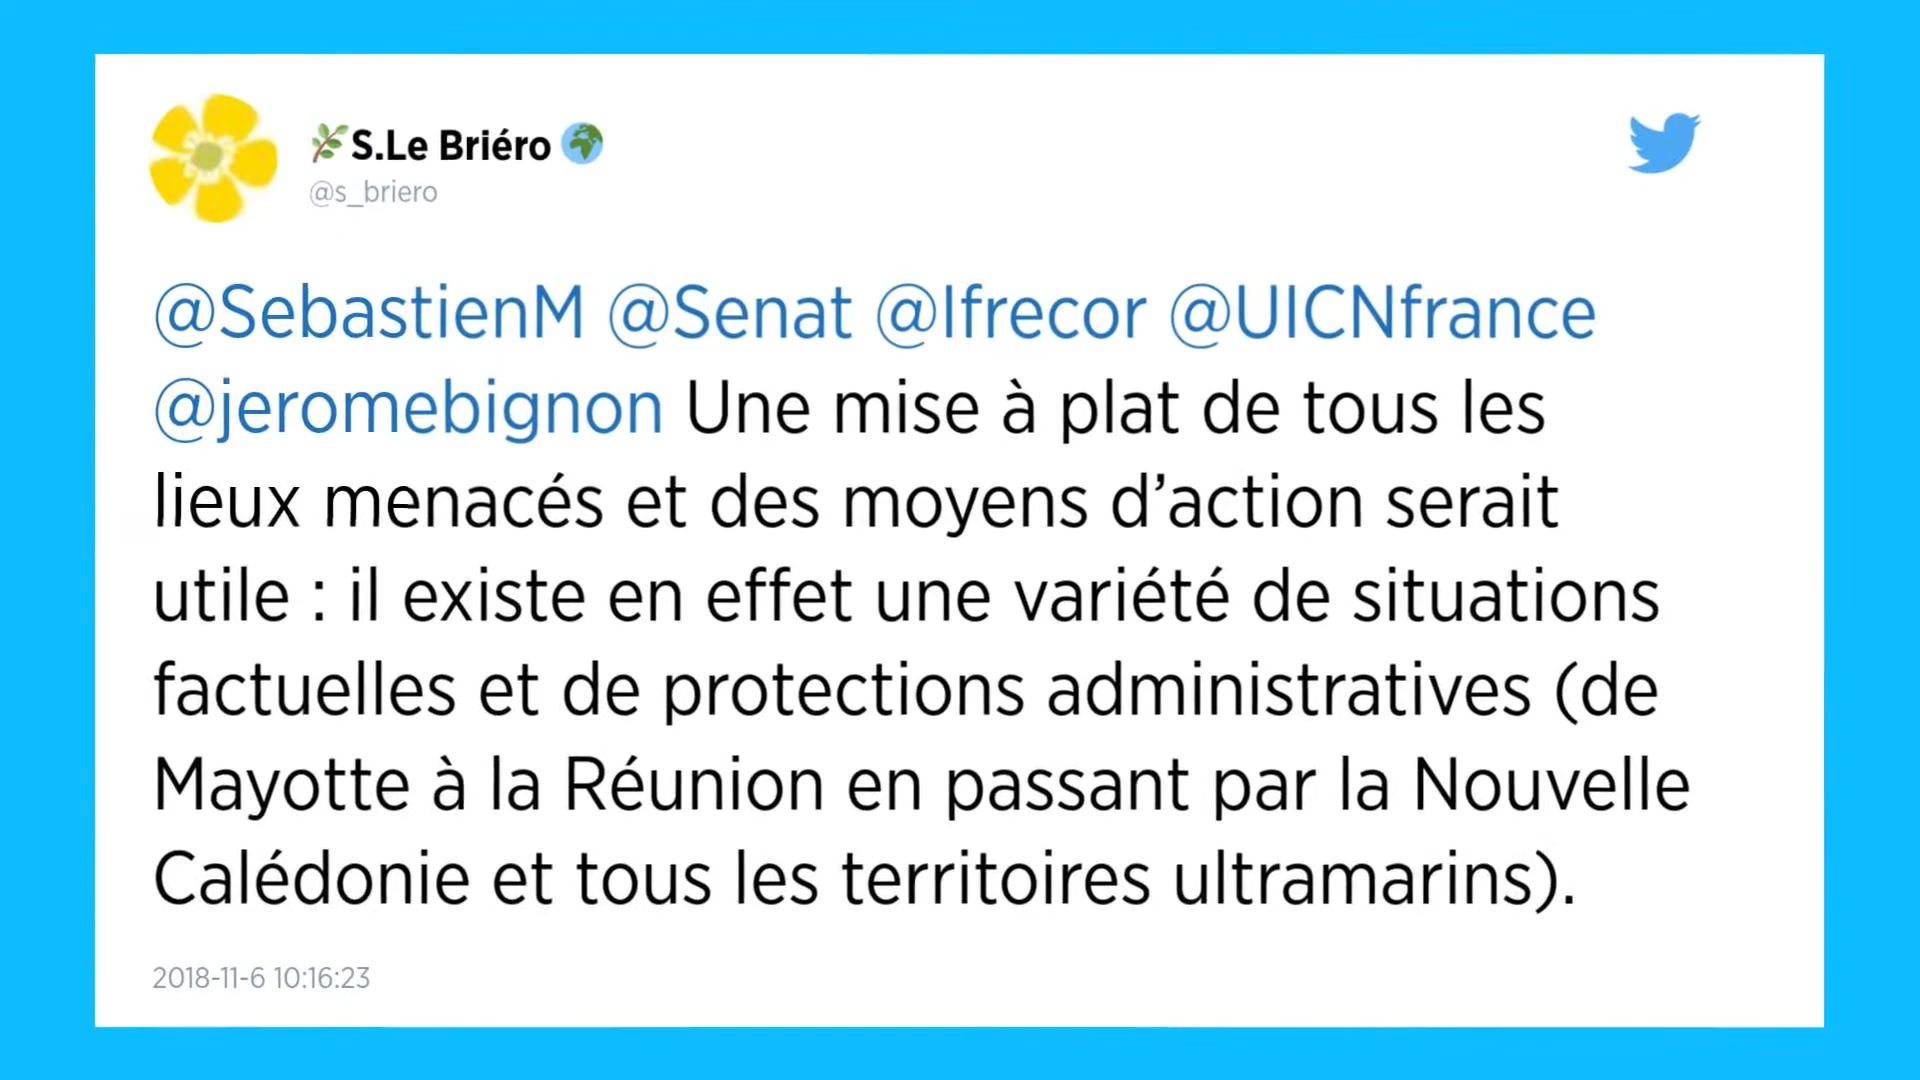 🌿S.Le Briéro 🌍
@s_briero
@SebastienM @Senat @Ifrecor @UICNfrance
@jeromebignon Une mise à plat de tous les
lieux menacés et des moyens d’action serait
utile : il existe en effet une variété de situations
factuelles et de protections administratives (de
Mayotte à la Réunion en passant par la Nouvelle
Calédonie et tous les territoires ultramarins).
2018-11-6 10:16:23